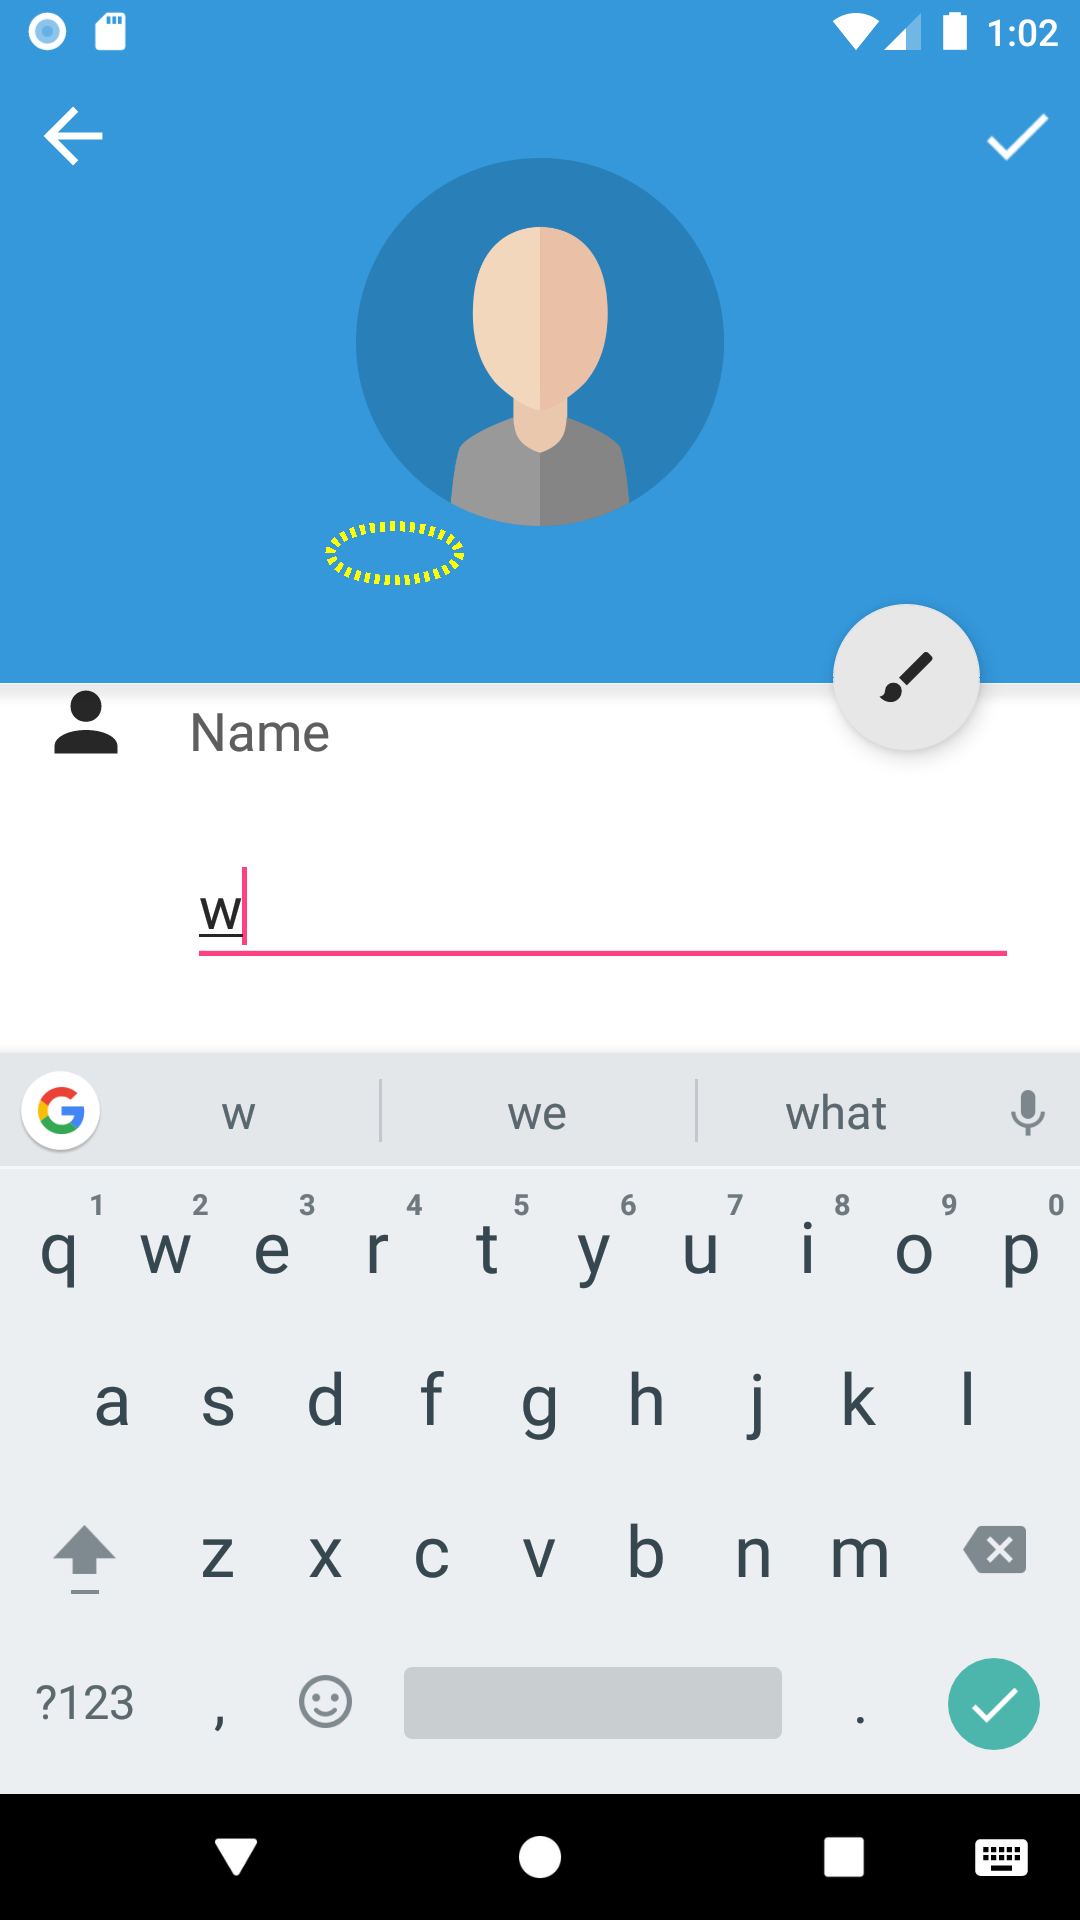 1:02
Name
w
w we what
1 2 3 4 5 6 7 8 9 0
q w e r t y u i o p
a s d f g h j k l
z x c v b n m
?123 , .